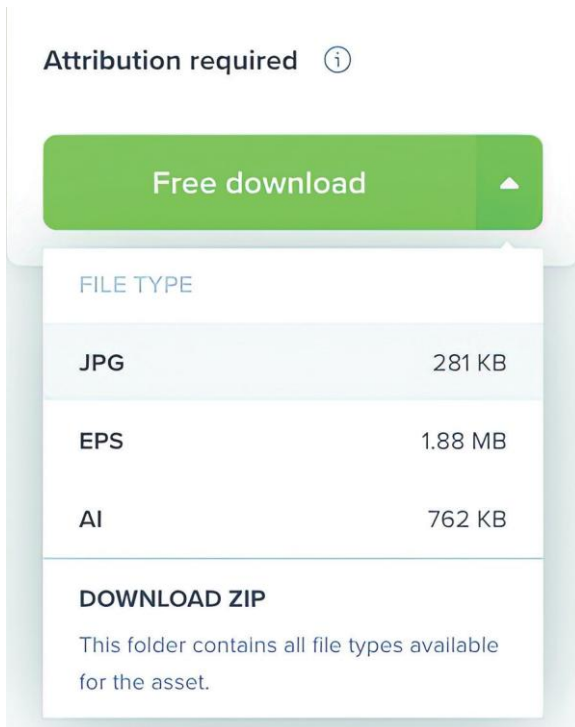 Attribution required
Free download
FILE TYPE
JPG 281 KB
EPS 1.88 MB
AI 762 KB
DOWNLOAD ZIP
This folder contains all file types available
for the asset.